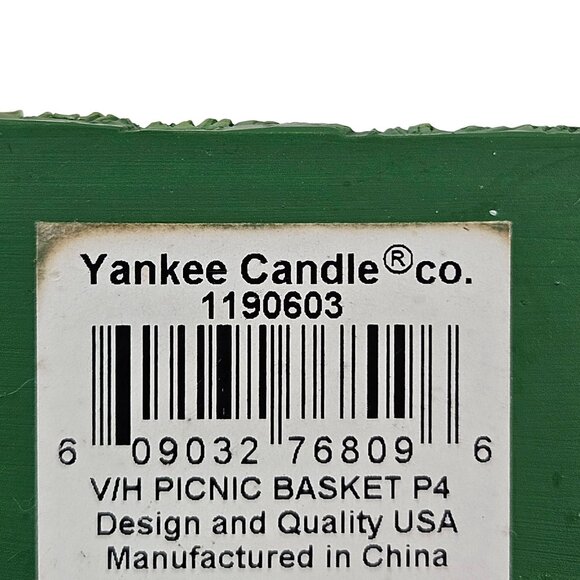 Yankee Candle® co.
1190603
6 09032 76809 6
V/H PICNIC BASKET P4
Design and Quality USA
Manufactured in China